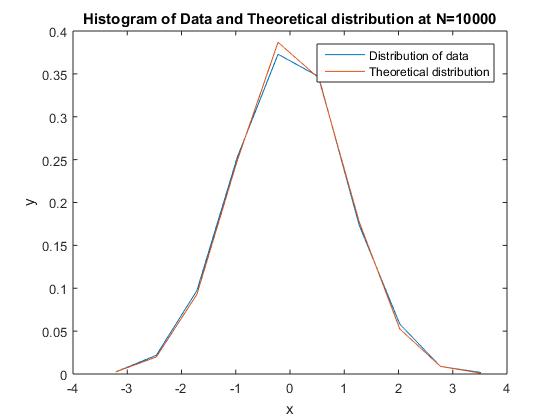 Histogram of Data and Theoretical distribution at N=10000
0.4
0.35
0.3
0.25
0.2
0.15
0.1
0.05
0
y
Distribution of data
Theoretical distribution
-4 -3 -2 -1 0 1 2 3 4
x